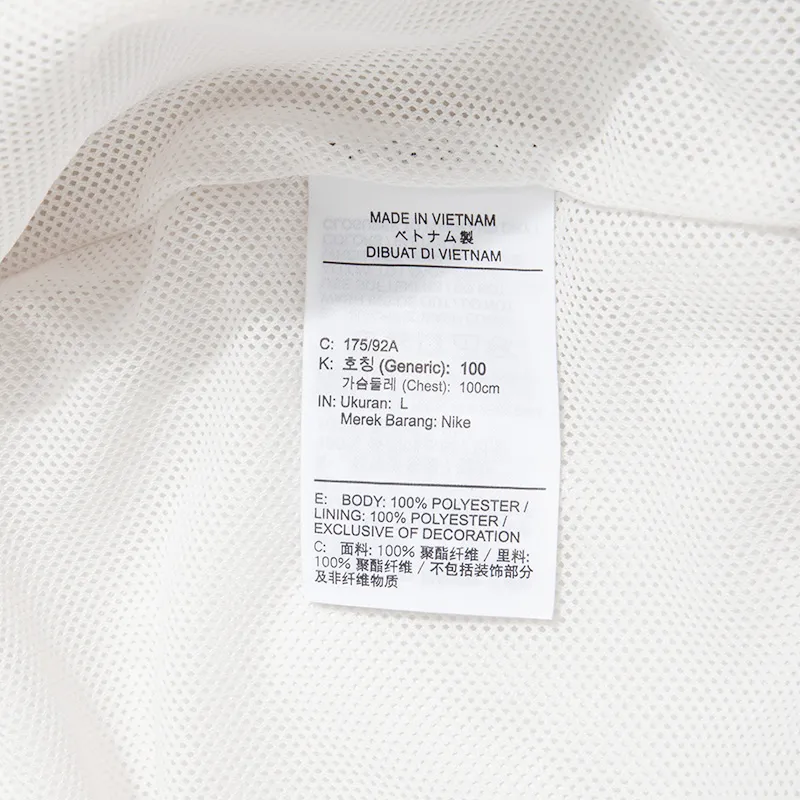 MADE IN VIETNAM
ベトナム製
DIBUAT DI VIETNAM
C: 175/92A
K: 호칭 (Generic): 100
가슴둘레 (Chest): 100cm
IN: Ukuran: L
Merek Barang: Nike
E: BODY: 100% POLYESTER /
LINING: 100% POLYESTER /
EXCLUSIVE OF DECORATION
C: 面料: 100% 聚酯纤维 / 里料:
100% 聚酯纤维 / 不包括装饰部分
及非纤维物质